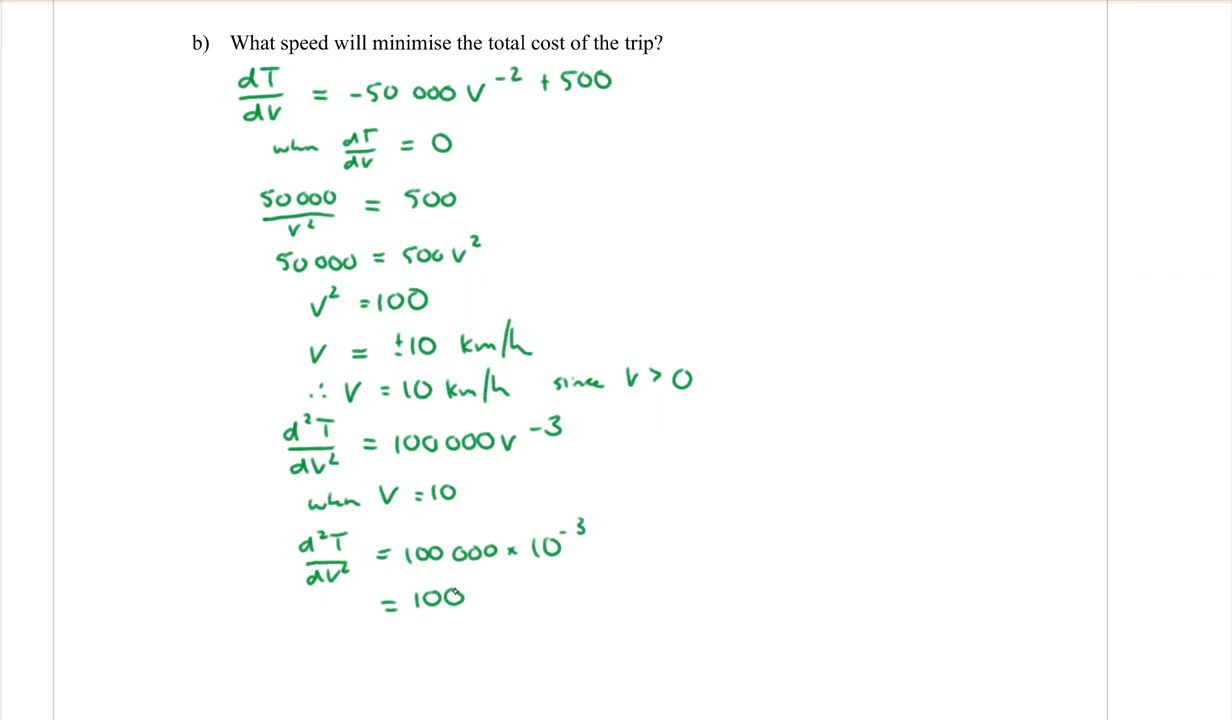 b) What speed will minimise the total cost of the trip?
dT/dv = -50 000 v⁻² + 500
when dT/dv = 0
50 000/v² = 500
50 000 = 500 v²
v² = 100
v = ±10 km/h
∴ v = 10 km/h since v > 0
d²T/dv² = 100 000 v⁻³
when v = 10
d²T/dv² = 100 000 × 10⁻³
= 100